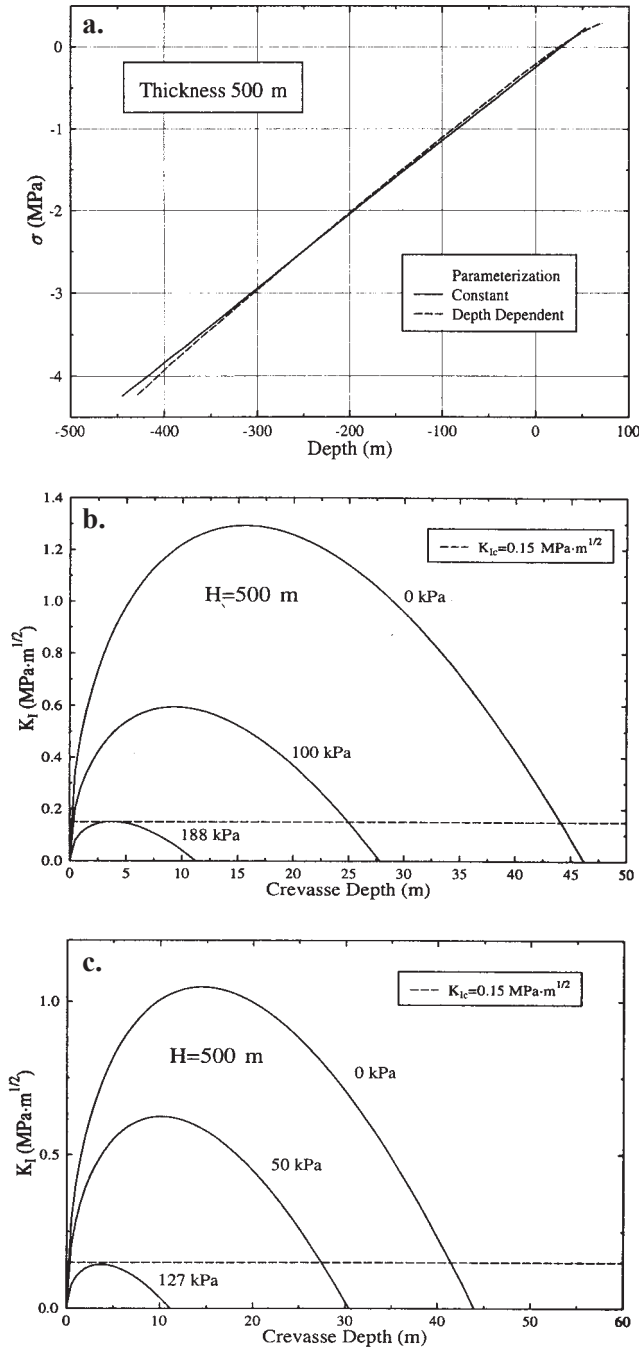 a.
Thickness 500 m
0
-1
-2
-3
-4
σ (MPa)
Parameterization
Constant
Depth Dependent
-500 -400 -300 -200 -100 0 100
Depth (m)
b.
1.4
1.2
1.0
0.8
0.6
0.4
0.2
0.0
K_I (MPa·m^1/2)
K_Ic=0.15 MPa·m^1/2
H=500 m
0 kPa
100 kPa
188 kPa
0 5 10 15 20 25 30 35 40 45 50
Crevasse Depth (m)
c.
1.0
0.5
0.0
K_I (MPa·m^1/2)
K_Ic=0.15 MPa·m^1/2
H=500 m
0 kPa
50 kPa
127 kPa
0 10 20 30 40 50 60
Crevasse Depth (m)